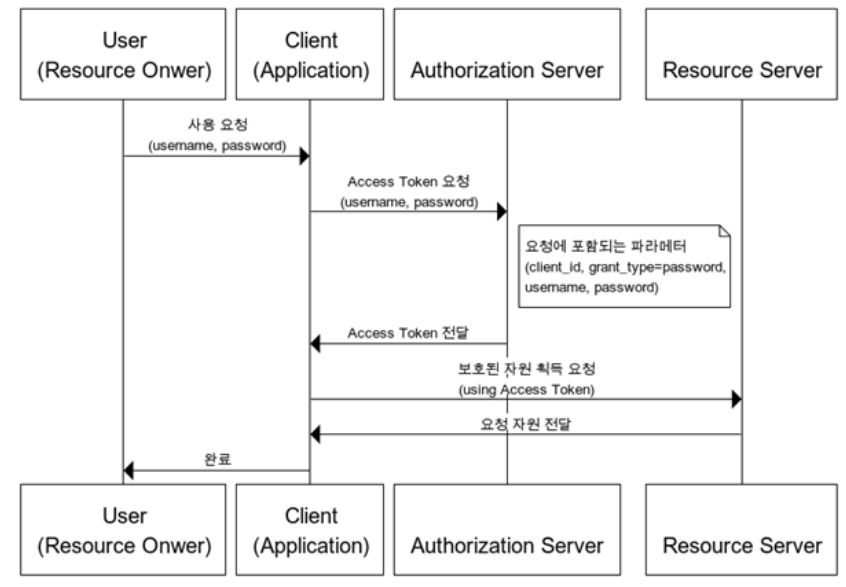 User
(Resource Onwer)
Client
(Application)
Authorization Server
Resource Server
사용 요청
(username, password)
Access Token 요청
(username, password)
요청에 포함되는 파라메터
(client_id, grant_type=password,
username, password)
Access Token 전달
보호된 자원 획득 요청
(using Access Token)
요청 자원 전달
완료
User
(Resource Onwer)
Client
(Application)
Authorization Server
Resource Server